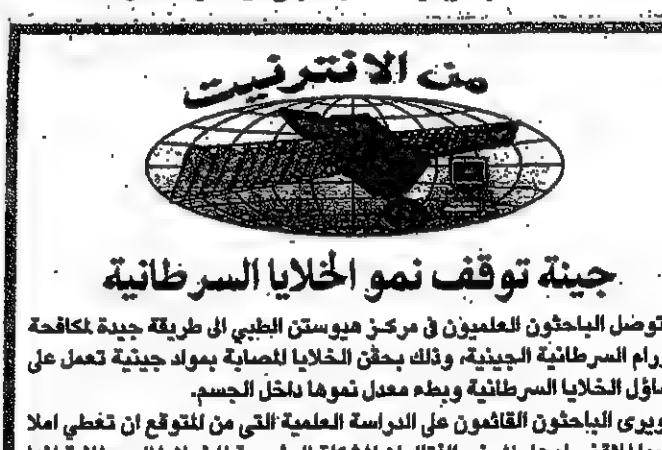 من الانترنيت
جينة توقف نمو الخلايا السرطانية
توصل الباحثون العلميون في مركز هيوستن الطبي الى طريقة جيدة لمكافحة
ورام السرطانية الجينية، وذلك بحقن الخلايا المصابة بمواد جينية تعمل على
ضاؤل الخلايا السرطانية وبطء معدل نموها داخل الجسم.
ويرى الباحثون القائمون على الدراسة العلمية التي من المتوقع ان تغطي املا